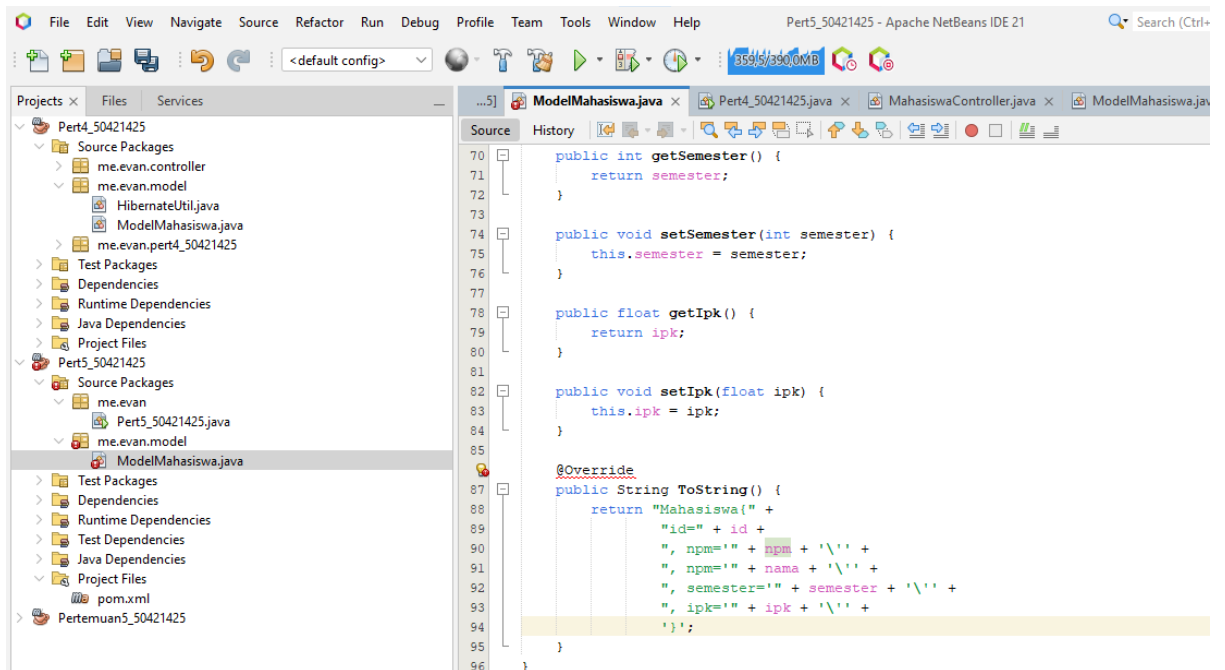 File Edit View Navigate Source Refactor Run Debug Profile Team Tools Window Help Pert5_50421425 - Apache NetBeans IDE 21 Search (Ctrl+
<default config> 359,5/390,0MB
Projects Files Services
Pert4_50421425
Source Packages
me.evan.controller
me.evan.model
HibernateUtil.java
ModelMahasiswa.java
me.evan.pert4_50421425
Test Packages
Dependencies
Runtime Dependencies
Java Dependencies
Project Files
Pert5_50421425
Source Packages
me.evan
Pert5_50421425.java
me.evan.model
ModelMahasiswa.java
Test Packages
Dependencies
Runtime Dependencies
Test Dependencies
Java Dependencies
Project Files
pom.xml
Pertemuan5_50421425
...5] ModelMahasiswa.java Pert4_50421425.java MahasiswaController.java ModelMahasiswa.jav
Source History
70 public int getSemester() {
71 return semester;
72 }
73
74 public void setSemester(int semester) {
75 this.semester = semester;
76 }
77
78 public float getIpk() {
79 return ipk;
80 }
81
82 public void setIpk(float ipk) {
83 this.ipk = ipk;
84 }
85
@Override
87 public String ToString() {
88 return "Mahasiswa{" +
89 "id=" + id +
90 ", npm='" + npm + '\'' +
91 ", npm='" + nama + '\'' +
92 ", semester='" + semester + '\'' +
93 ", ipk='" + ipk + '\'' +
94 '}';
95 }
96 }